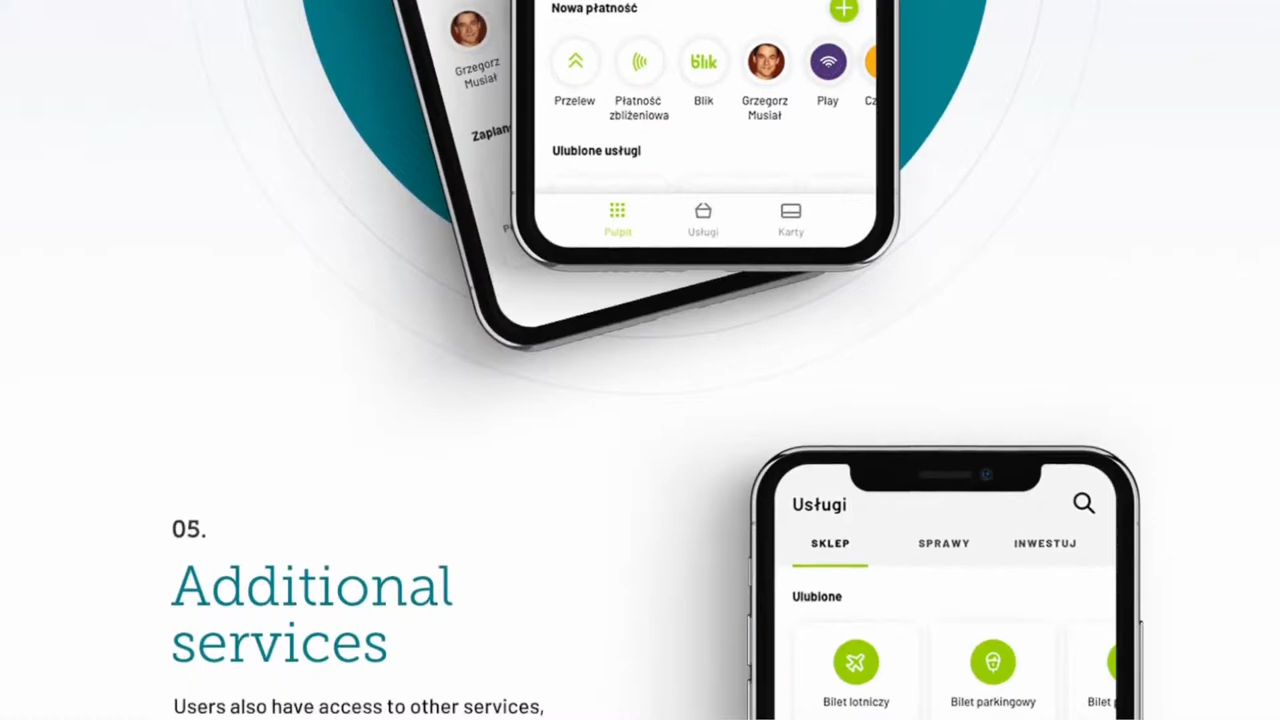 Nowa płatność
Grzegorz
Musiał
blik
Przelew
Płatność
zbliżeniowa
Blik
Grzegorz
Musiał
Play
Ulubione usługi
Pulpit
Usługi
Karty
05.
Additional
services
Users also have access to other services,
Usługi
SKLEP
SPRAWY
INWESTUJ
Ulubione
Bilet lotniczy
Bilet parkingowy
Bilet